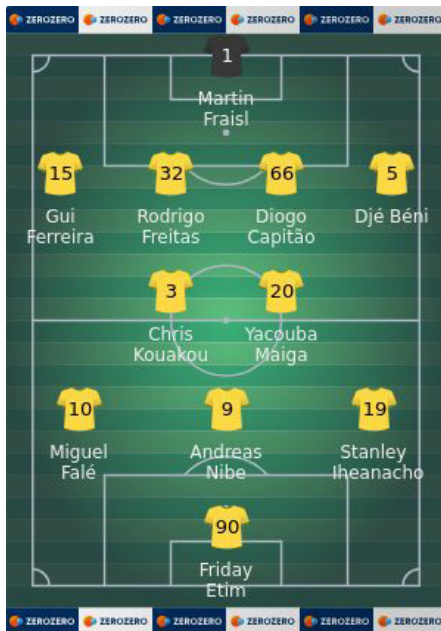 ZEROZERO ZEROZERO ZEROZERO ZEROZERO ZEROZERO ZEROZERO
1
Martin
Fraisl
15 32 66 5
Gui Rodrigo Diogo Djé Béni
Ferreira Freitas Capitão
3 20
Chris Yacouba
Kouakou Maiga
10 9 19
Miguel Andreas Stanley
Falé Nibe Iheanacho
90
Friday
Etim
ZEROZERO ZEROZERO ZEROZERO ZEROZERO ZEROZERO ZEROZERO